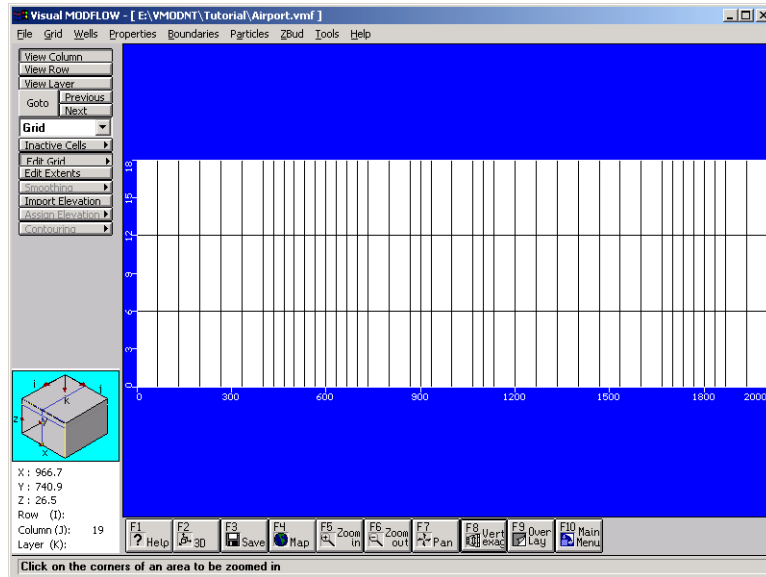 Visual MODFLOW - [ E:\VMODNT\Tutorial\Airport.vmf ]
File Grid Wells Properties Boundaries Particles ZBud Tools Help
View Column
View Row
View Layer
Goto Previous
Next
Grid
Inactive Cells
Edit Grid
Edit Extents
Smoothing
Import Elevation
Assign Elevation
Contouring
18
15
12
9
6
3
0
0 300 600 900 1200 1500 1800 2000
i j
K
z y
x
X : 966.7
Y : 740.9
Z : 26.5
Row (I):
Column (J): 19
Layer (K):
F1 ? Help
F2 3D
F3 Save
F4 Map
F5 Zoom in
F6 Zoom out
F7 Pan
F8 Vert exag
F9 Over Lay
F10 Main Menu
Click on the corners of an area to be zoomed in